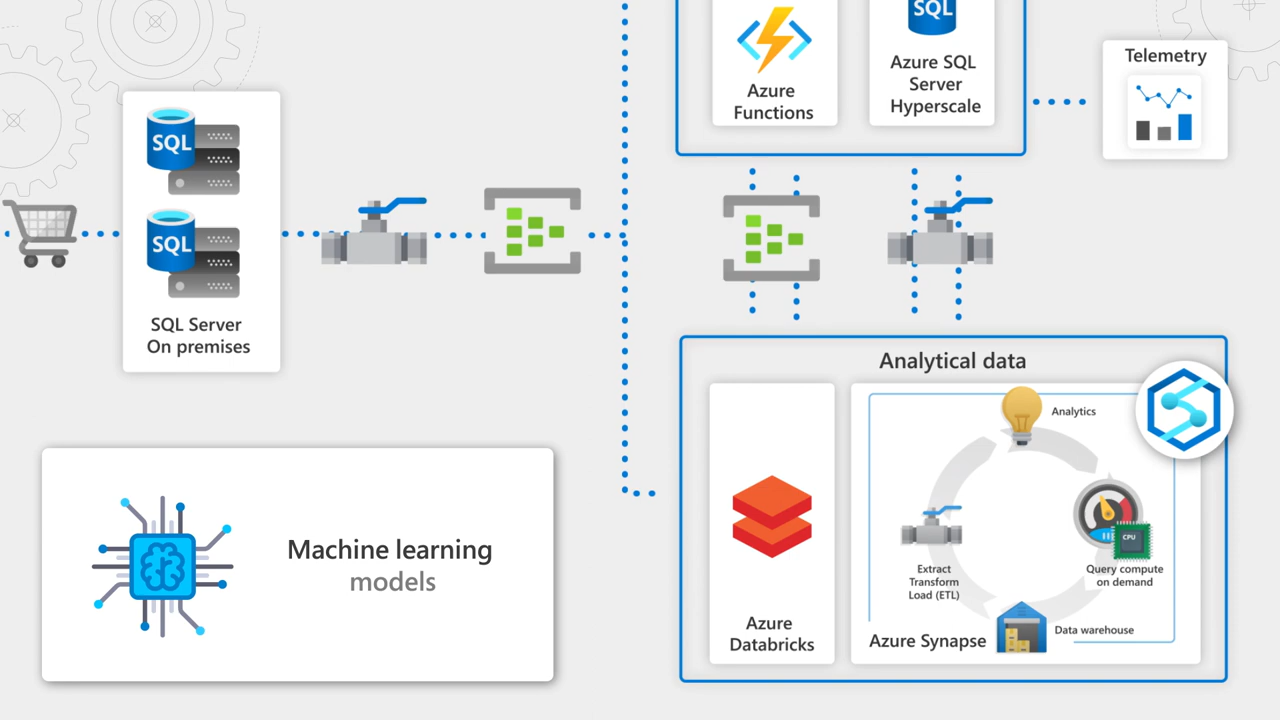 SQL
Azure
Functions
Azure SQL
Server
Hyperscale
Telemetry
SQL
SQL
SQL Server
On premises
Analytical data
Analytics
CPU
Extract
Transform
Load (ETL)
Query compute
on demand
Data warehouse
Azure Synapse
Azure
Databricks
Machine learning
models